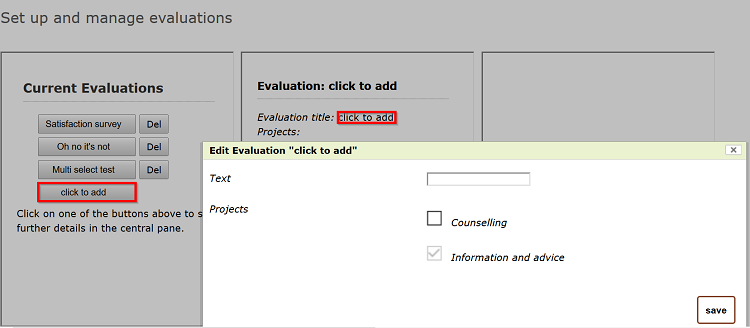 Set up and manage evaluations
Current Evaluations
Satisfaction survey Del
Oh no it's not Del
Multi select test Del
click to add
Click on one of the buttons above to s
further details in the central pane.
Evaluation: click to add
Evaluation title: click to add
Projects:
Edit Evaluation "click to add" x
Text
Projects
Counselling
Information and advice
save